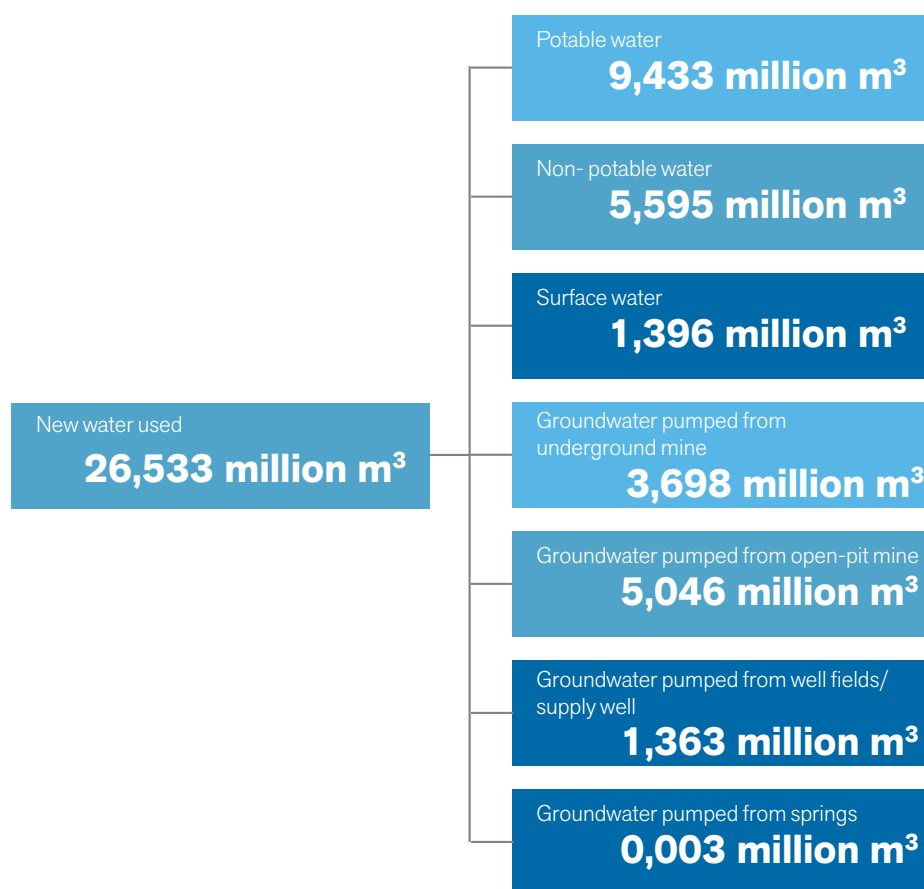 Potable water
9,433 million m³
Non- potable water
5,595 million m³
Surface water
1,396 million m³
New water used
26,533 million m³
Groundwater pumped from
underground mine
3,698 million m³
Groundwater pumped from open-pit mine
5,046 million m³
Groundwater pumped from well fields/
supply well
1,363 million m³
Groundwater pumped from springs
0,003 million m³